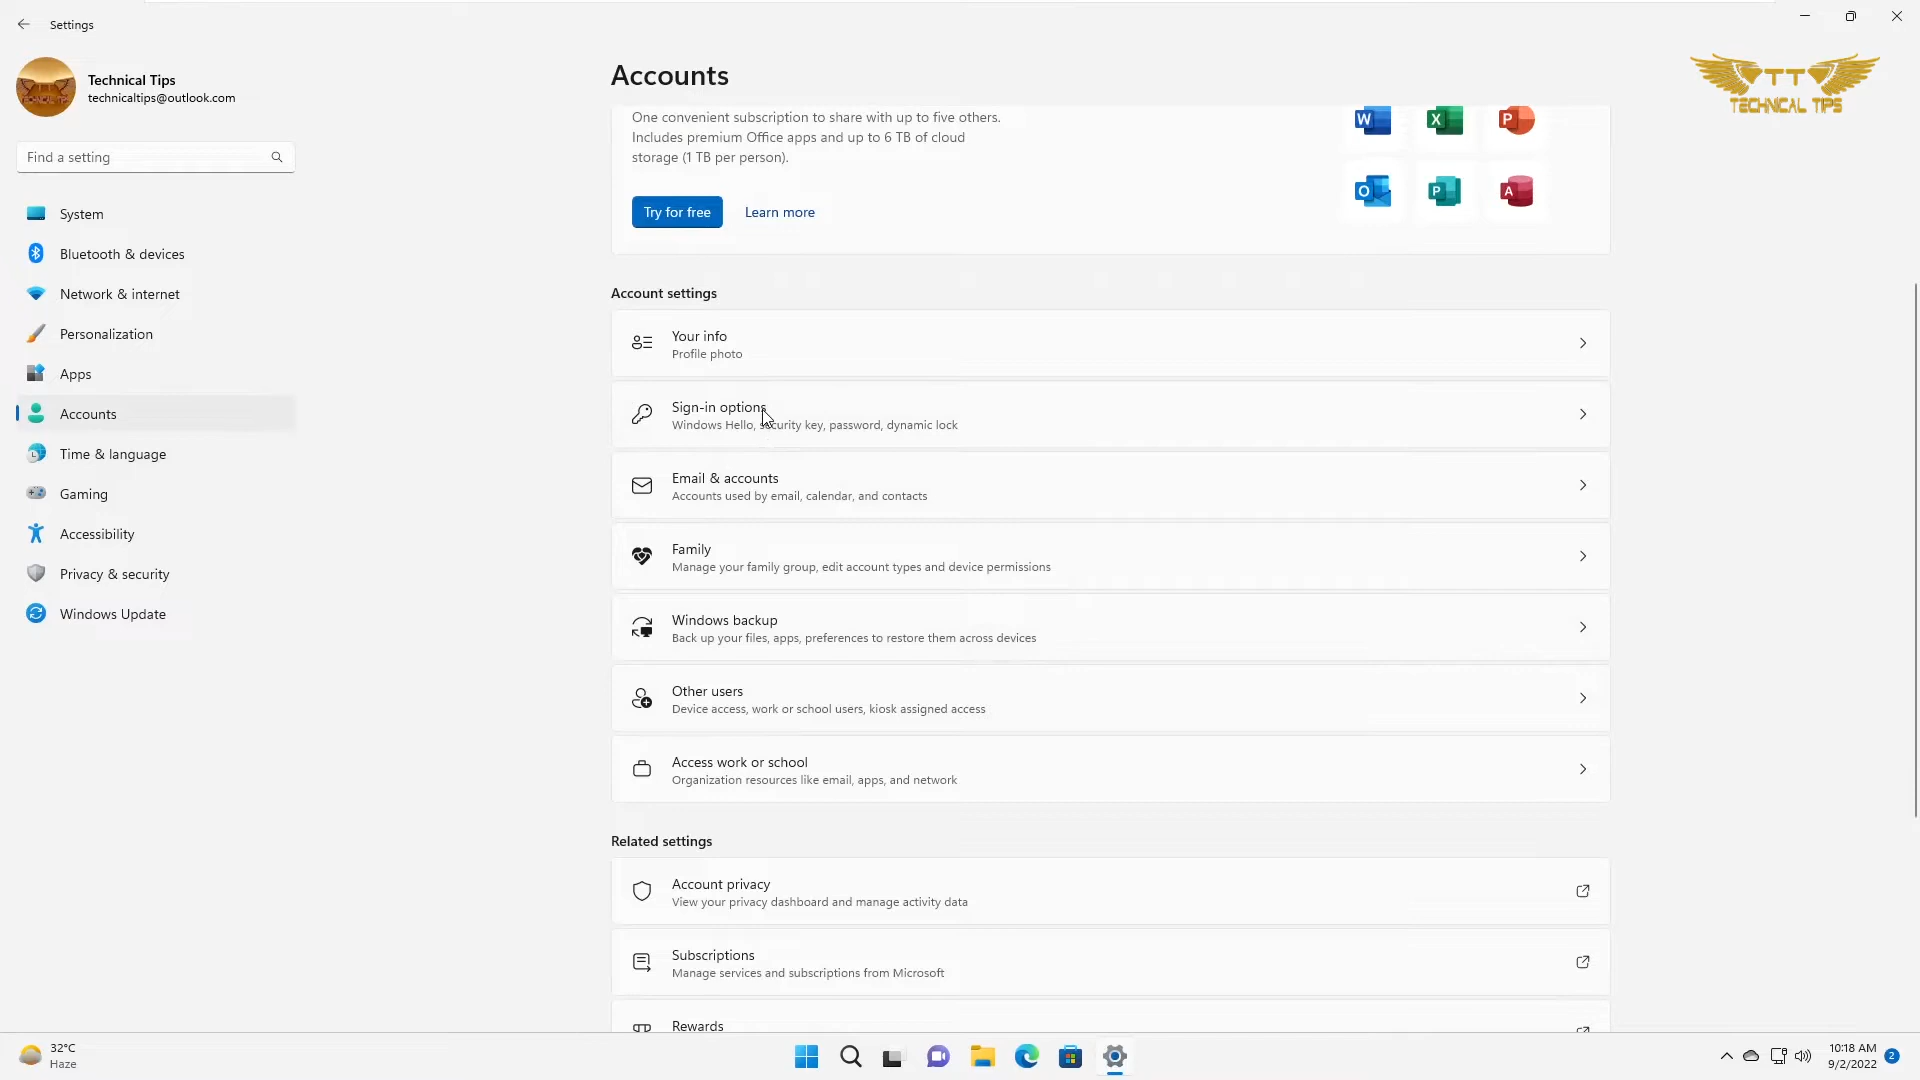 Settings
Technical Tips
technicaltips@outlook.com
Find a setting
System
Bluetooth & devices
Network & internet
Personalization
Apps
Accounts
Time & language
Gaming
Accessibility
Privacy & security
Windows Update
Accounts
TT
TECHNICAL TIPS
One convenient subscription to share with up to five others.
Includes premium Office apps and up to 6 TB of cloud
storage (1 TB per person).
W X P
O P A
Try for free Learn more
Account settings
Your info
Profile photo
Sign-in options
Windows Hello, security key, password, dynamic lock
Email & accounts
Accounts used by email, calendar, and contacts
Family
Manage your family group, edit account types and device permissions
Windows backup
Back up your files, apps, preferences to restore them across devices
Other users
Device access, work or school users, kiosk assigned access
Access work or school
Organization resources like email, apps, and network
Related settings
Account privacy
View your privacy dashboard and manage activity data
Subscriptions
Manage services and subscriptions from Microsoft
Rewards
32°C
Haze
10:18 AM
9/2/2022
2